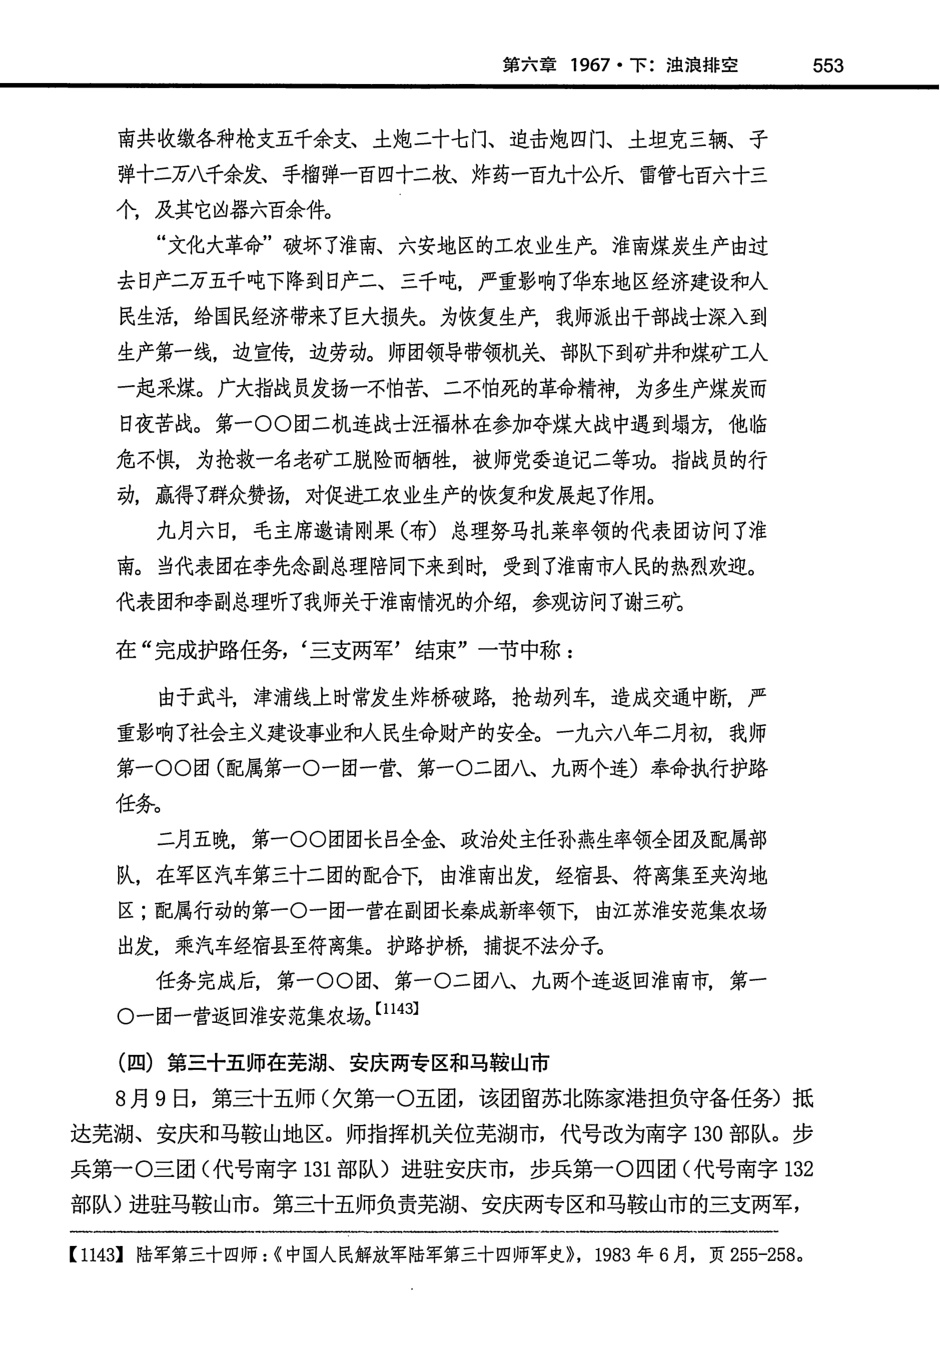 第六章 1967·下：浊浪排空 553
南共收缴各种枪支五千余支、土炮二十七门、迫击炮四门、土坦克三辆、子
弹十二万八千余发、手榴弹一百四十二枚、炸药一百九十公斤、雷管七百六十三
个，及其它凶器六百余件。
“文化大革命”破坏了淮南、六安地区的工农业生产。淮南煤炭生产由过
去日产二万五千吨下降到日产二、三千吨，严重影响了华东地区经济建设和人
民生活，给国民经济带来了巨大损失。为恢复生产，我师派出干部战士深入到
生产第一线，边宣传，边劳动。师团领导带领机关、部队下到矿井和煤矿工人
一起采煤。广大指战员发扬一不怕苦、二不怕死的革命精神，为多生产煤炭而
日夜苦战。第一〇〇团二机连战士汪福林在参加夺煤大战中遇到塌方，他临
危不惧，为抢救一名老矿工脱险而牺牲，被师党委追记二等功。指战员的行
动，赢得了群众赞扬，对促进工农业生产的恢复和发展起了作用。
九月六日，毛主席邀请刚果（布）总理努马扎莱率领的代表团访问了淮
南。当代表团在李先念副总理陪同下来到时，受到了淮南市人民的热烈欢迎。
代表团和李副总理听了我师关于淮南情况的介绍，参观访问了谢三矿。
在“完成护路任务，‘三支两军’结束”一节中称：
由于武斗，津浦线上时常发生炸桥破路，抢劫列车，造成交通中断，严
重影响了社会主义建设事业和人民生命财产的安全。一九六八年二月初，我师
第一〇〇团（配属第一〇一团一营、第一〇二团八、九两个连）奉命执行护路
任务。
二月五晚，第一〇〇团团长吕全金、政治处主任孙燕生率领全团及配属部
队，在军区汽车第三十二团的配合下，由淮南出发，经宿县、符离集至夹沟地
区；配属行动的第一〇一团一营在副团长秦成新率领下，由江苏淮安范集农场
出发，乘汽车经宿县至符离集。护路护桥，捕捉不法分子。
任务完成后，第一〇〇团、第一〇二团八、九两个连返回淮南市，第一
〇一团一营返回淮安范集农场。【1143】
（四）第三十五师在芜湖、安庆两专区和马鞍山市
8月9日，第三十五师（欠第一〇五团，该团留苏北陈家港担负守备任务）抵
达芜湖、安庆和马鞍山地区。师指挥机关位芜湖市，代号改为南字130部队。步
兵第一〇三团（代号南字131部队）进驻安庆市，步兵第一〇四团（代号南字132
部队）进驻马鞍山市。第三十五师负责芜湖、安庆两专区和马鞍山市的三支两军，
【1143】陆军第三十四师：《中国人民解放军陆军第三十四师军史》，1983年6月，页255-258。